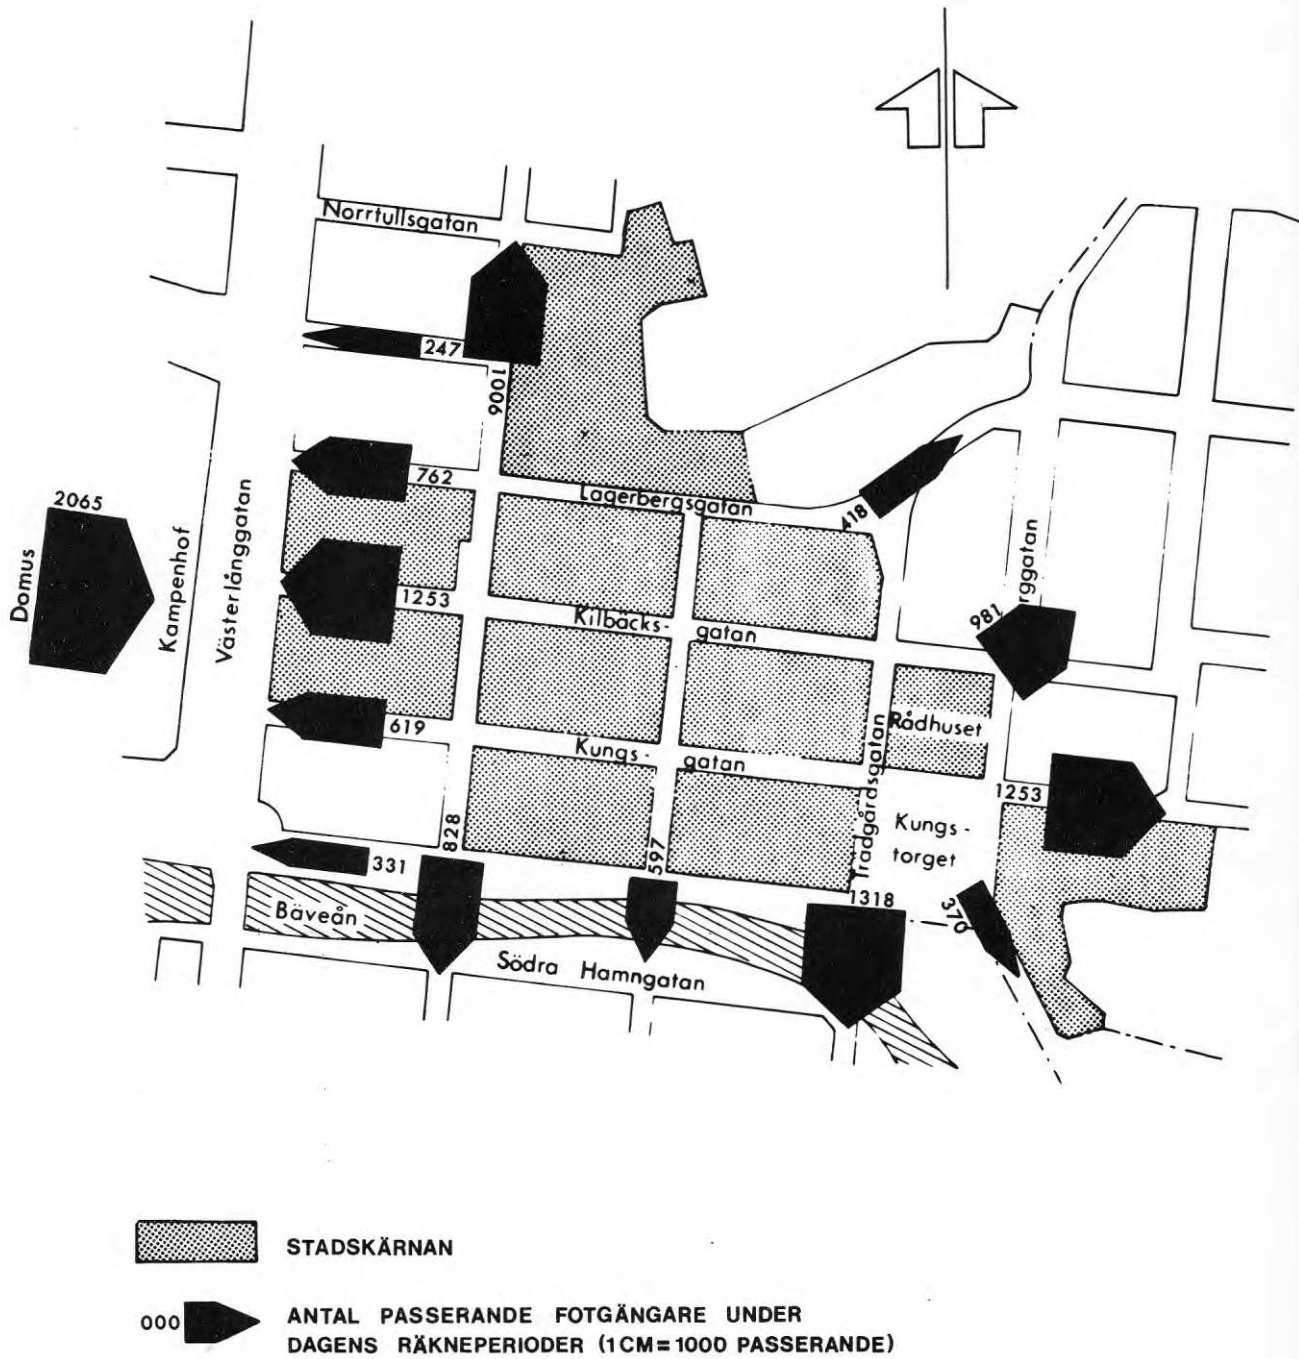 Norrtullsgatan
247
1006
762
Lagerbergsgatan
418
2065
Domus
Kampenhof
Västerlånggatan
1253
Kilbäcks-
gatan
981
rggatan
619
Kungs-
gatan
Trädgårdsgatan
Rådhuset
1253
Kungs-
torget
828
331
597
1318
370
Bäveån
Södra Hamngatan
STADSKÄRNAN
000
ANTAL PASSERANDE FOTGÄNGARE UNDER
DAGENS RÄKNEPERIODER (1CM=1000 PASSERANDE)